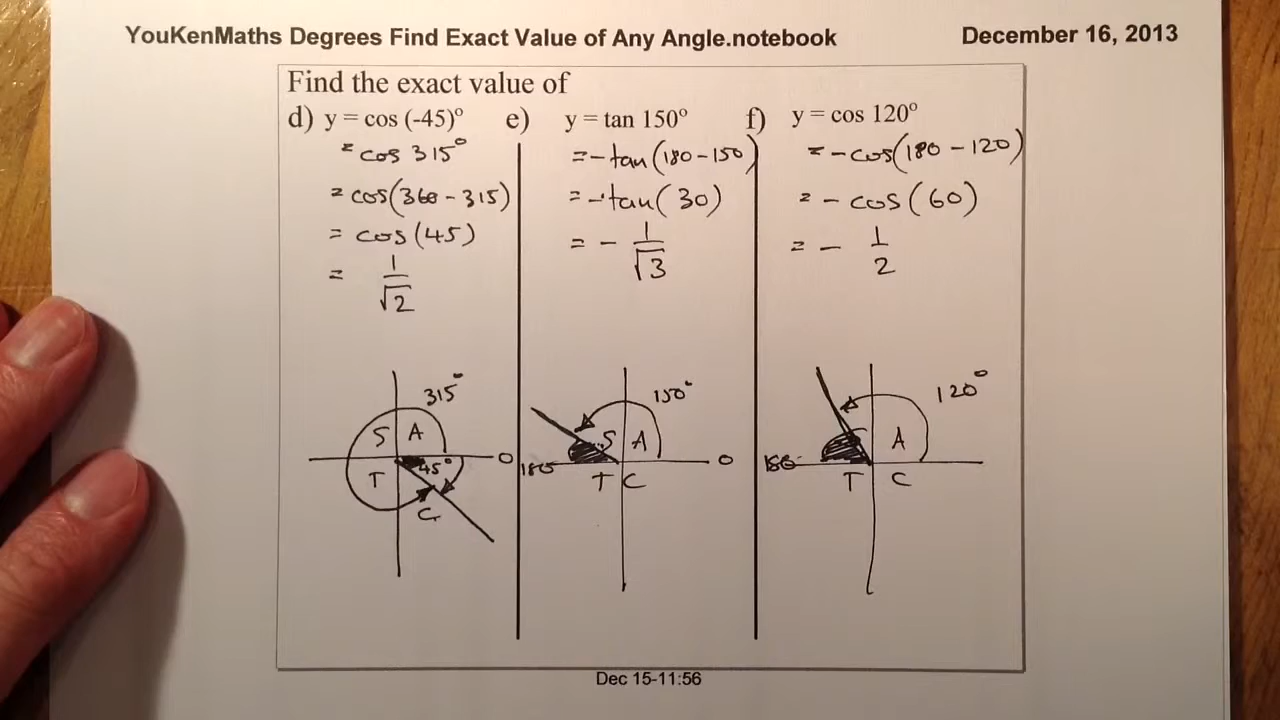 YouKenMaths Degrees Find Exact Value of Any Angle.notebook December 16, 2013
Find the exact value of
d) y = cos (-45)°
= cos 315°
= cos(360 - 315)
= cos(45)
= 1/√2
315°
S A
0
T 45°
C
e) y = tan 150°
= -tan(180 - 150)
= -tan(30)
= - 1/√3
150°
S A
180 0
T C
f) y = cos 120°
= -cos(180 - 120)
= - cos(60)
= - 1/2
120°
S A
180
T C
Dec 15-11:56